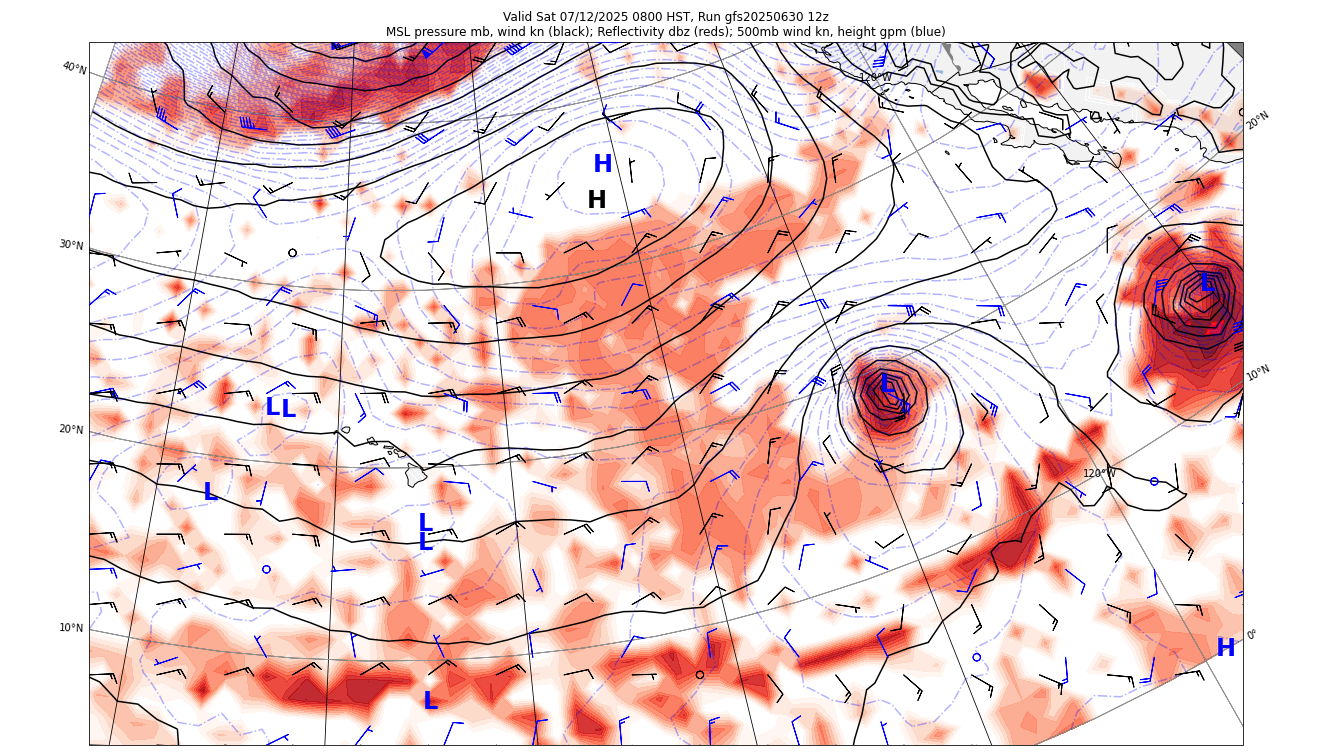 Valid Sat 07/12/2025 0800 HST, Run gfs20250630 12z
MSL pressure mb, wind kn (black); Reflectivity dbz (reds); 500mb wind kn, height gpm (blue)
40°N
120°W
20°N
H
H
30°N
L
10°N
L
L L
20°N
120°W
L
L
L
10°N
0°
H
L